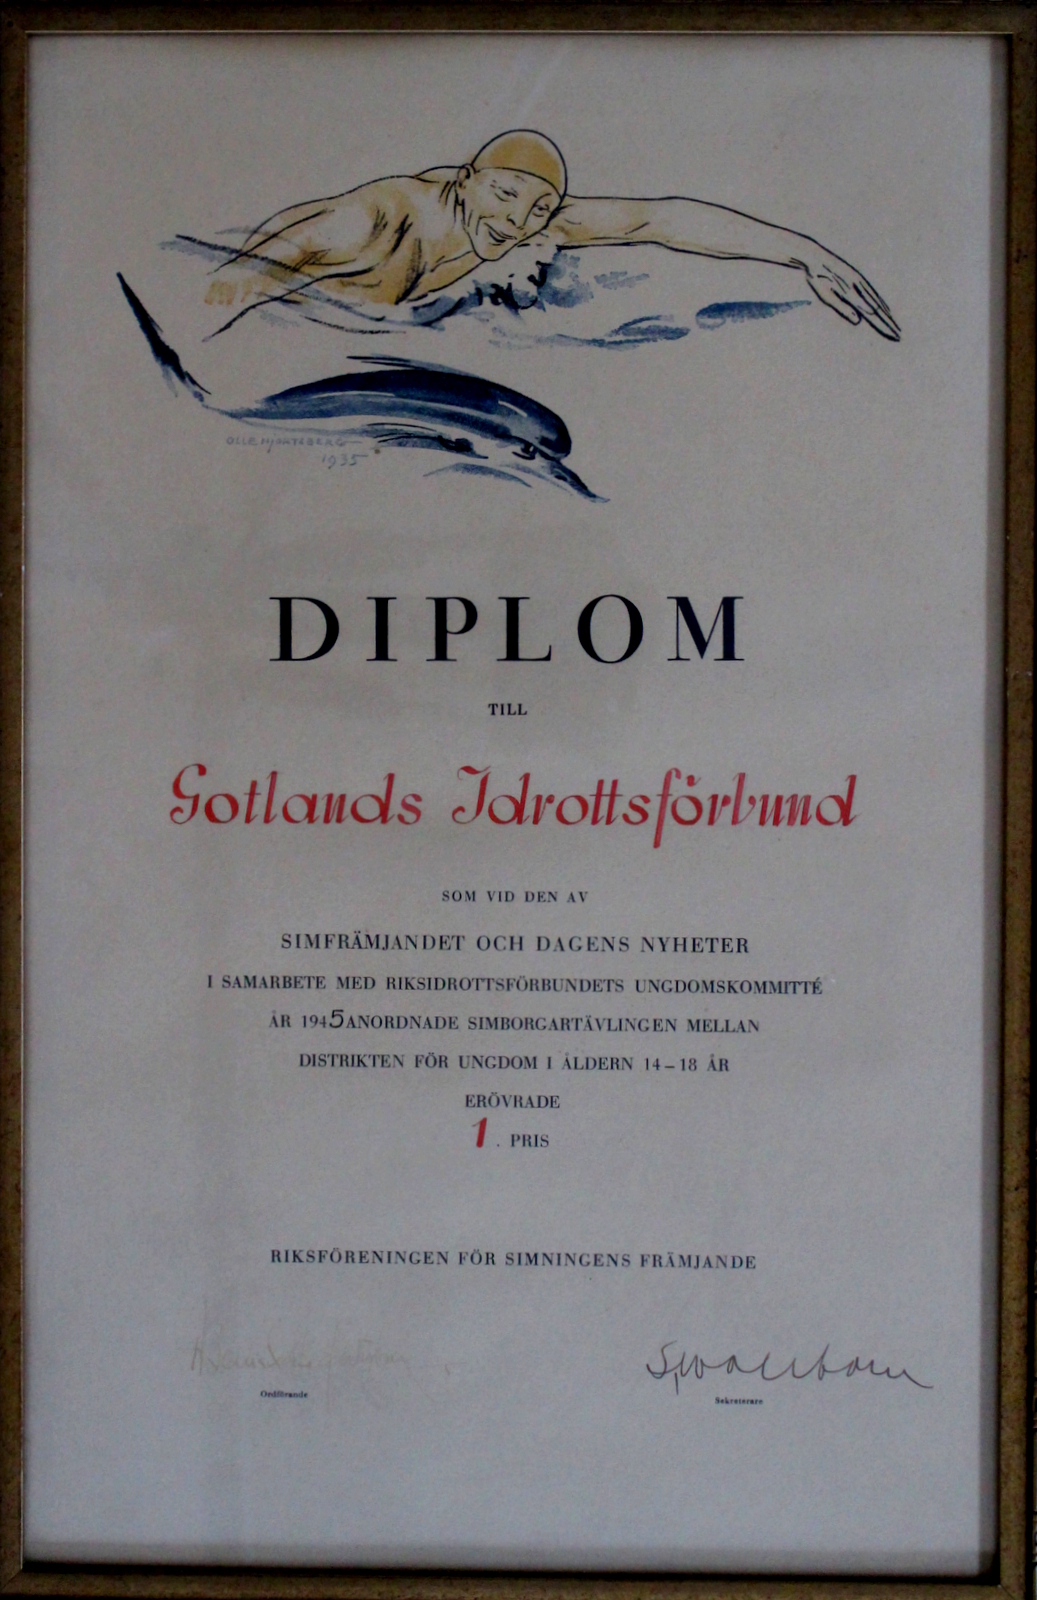 OLLE HJORTZBERG
1935
DIPLOM
TILL
Gotlands Idrottsförbund
SOM VID DEN AV
SIMFRÄMJANDET OCH DAGENS NYHETER
I SAMARBETE MED RIKSIDROTTSFÖRBUNDETS UNGDOMSKOMMITTÉ
ÅR 1945 ANORDNADE SIMBORGARTÄVLINGEN MELLAN
DISTRIKTEN FÖR UNGDOM I ÅLDERN 14–18 ÅR
ERÖVRADE
1. PRIS
RIKSFÖRENINGEN FÖR SIMNINGENS FRÄMJANDE
Ordförande
Sekreterare